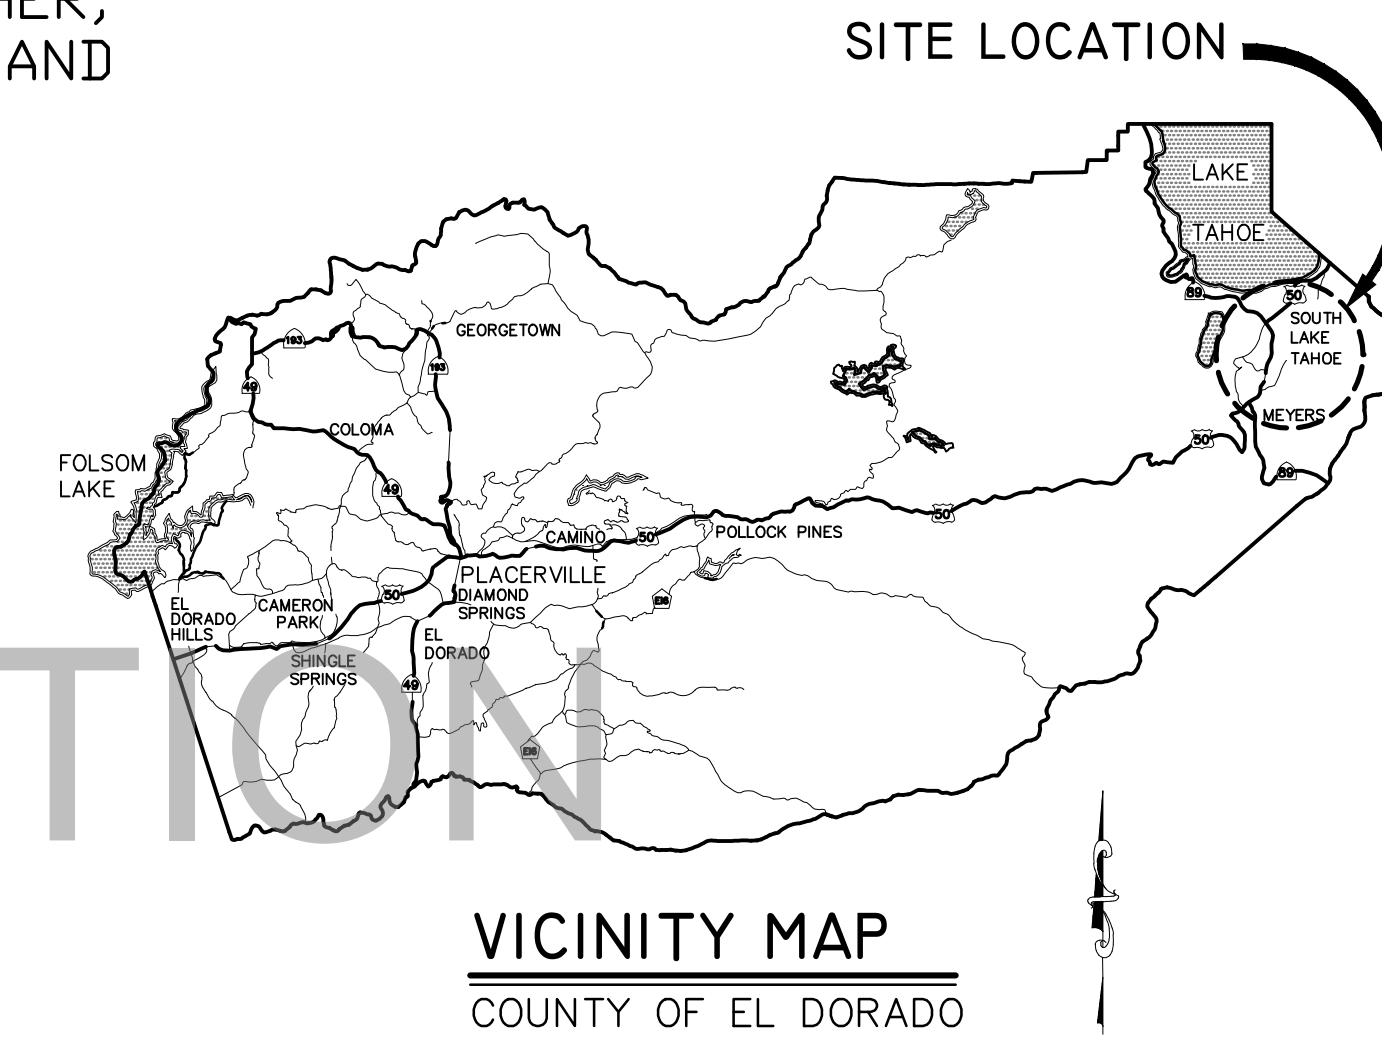 HER,
AND
SITE LOCATION
LAKE
TAHOE
89
50
SOUTH
LAKE
TAHOE
MEYERS
50
89
GEORGETOWN
193
193
49
COLOMA
FOLSOM
LAKE
49
50
CAMINO
50
POLLOCK PINES
PLACERVILLE
DIAMOND
SPRINGS
E16
50
EL
DORADO
HILLS
CAMERON
PARK
EL
DORADO
SHINGLE
SPRINGS
49
E16
TION
VICINITY MAP
COUNTY OF EL DORADO